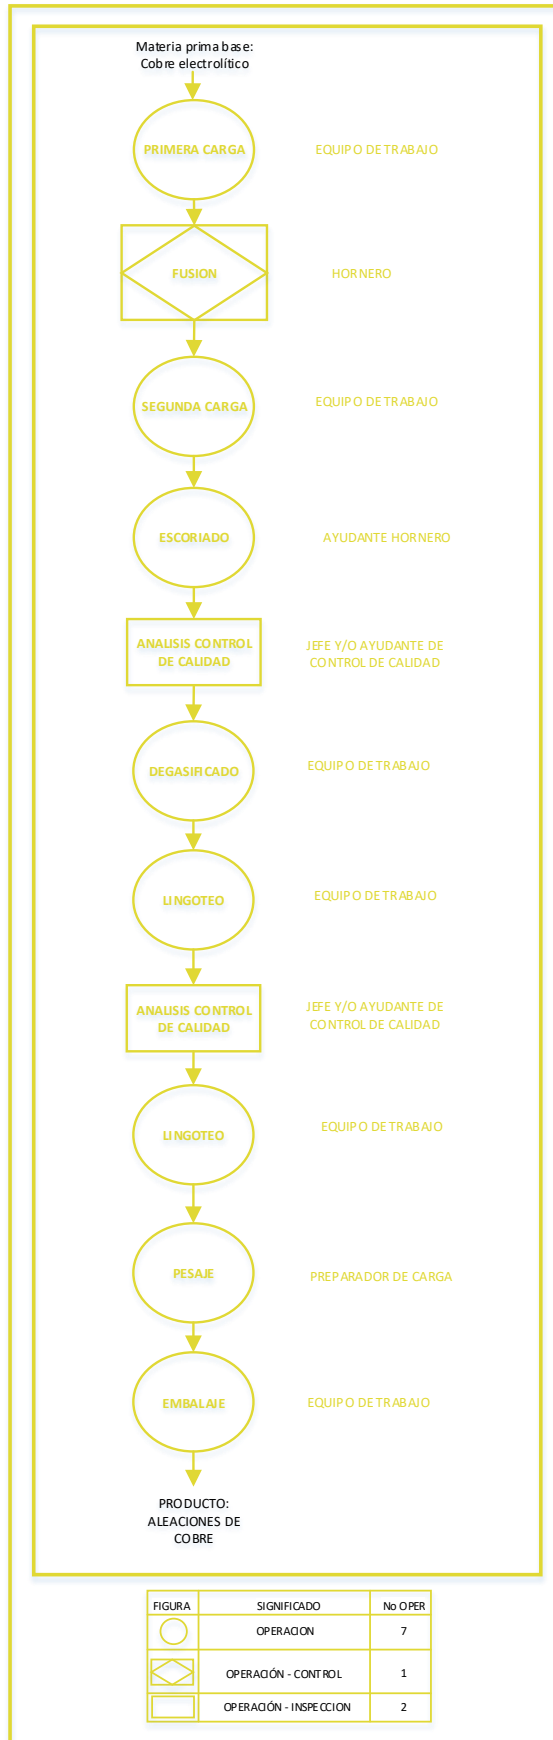 Materia prima base:
Cobre electrolítico
PRIMERA CARGA
EQUIPO DE TRABAJO
FUSION
HORNERO
SEGUNDA CARGA
EQUIPO DE TRABAJO
ESCORIADO
AYUDANTE HORNERO
ANALISIS CONTROL
DE CALIDAD
JEFE Y/O AYUDANTE DE
CONTROL DE CALIDAD
DEGASIFICADO
EQUIPO DE TRABAJO
LINGOTEO
EQUIPO DE TRABAJO
ANALISIS CONTROL
DE CALIDAD
JEFE Y/O AYUDANTE DE
CONTROL DE CALIDAD
LINGOTEO
EQUIPO DE TRABAJO
PESAJE
PREPARADOR DE CARGA
EMBALAJE
EQUIPO DE TRABAJO
PRODUCTO:
ALEACIONES DE
COBRE
FIGURA SIGNIFICADO No OPER
OPERACION 7
OPERACIÓN - CONTROL 1
OPERACIÓN - INSPECCION 2